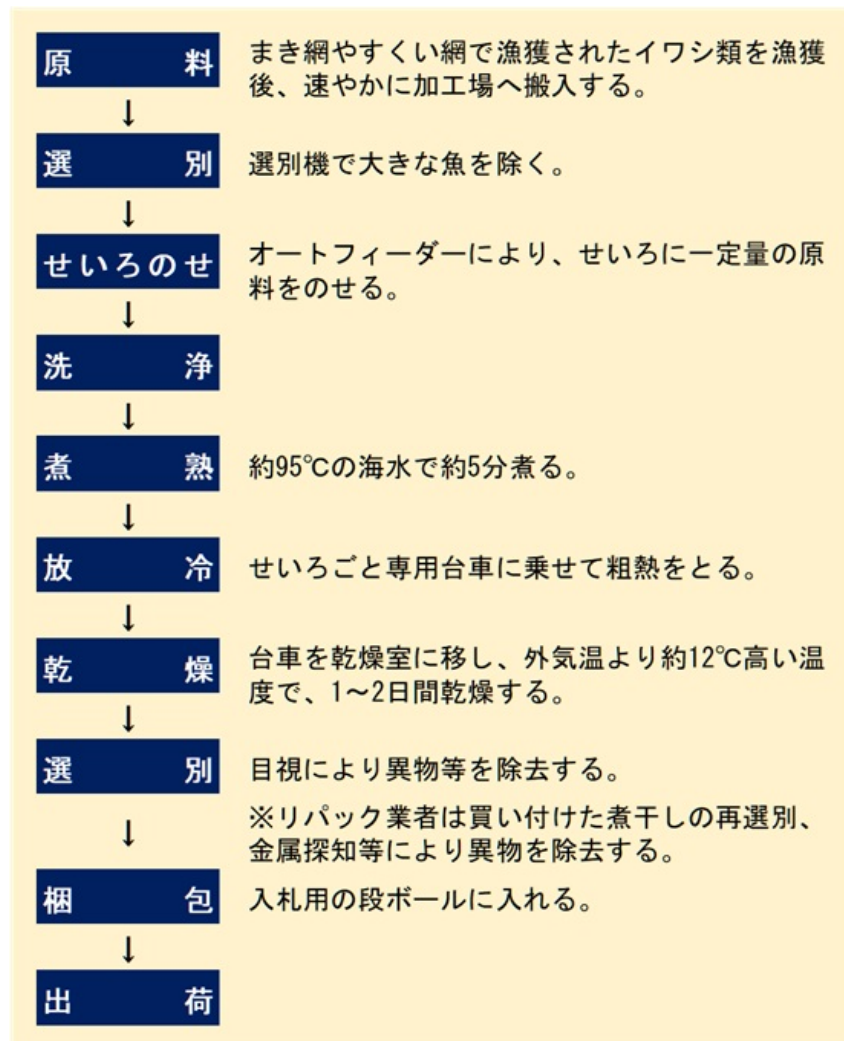 原料
まき網やすくい網で漁獲されたイワシ類を漁獲
後、速やかに加工場へ搬入する。
↓
選別
選別機で大きな魚を除く。
↓
せいろのせ
オートフィーダーにより、せいろに一定量の原
料をのせる。
↓
洗浄
↓
煮熟
約95℃の海水で約5分煮る。
↓
放冷
せいろごと専用台車に乗せて粗熱をとる。
↓
乾燥
台車を乾燥室に移し、外気温より約12℃高い温
度で、1～2日間乾燥する。
↓
選別
目視により異物等を除去する。
※リパック業者は買い付けた煮干しの再選別、
金属探知等により異物を除去する。
↓
梱包
入札用の段ボールに入れる。
↓
出荷